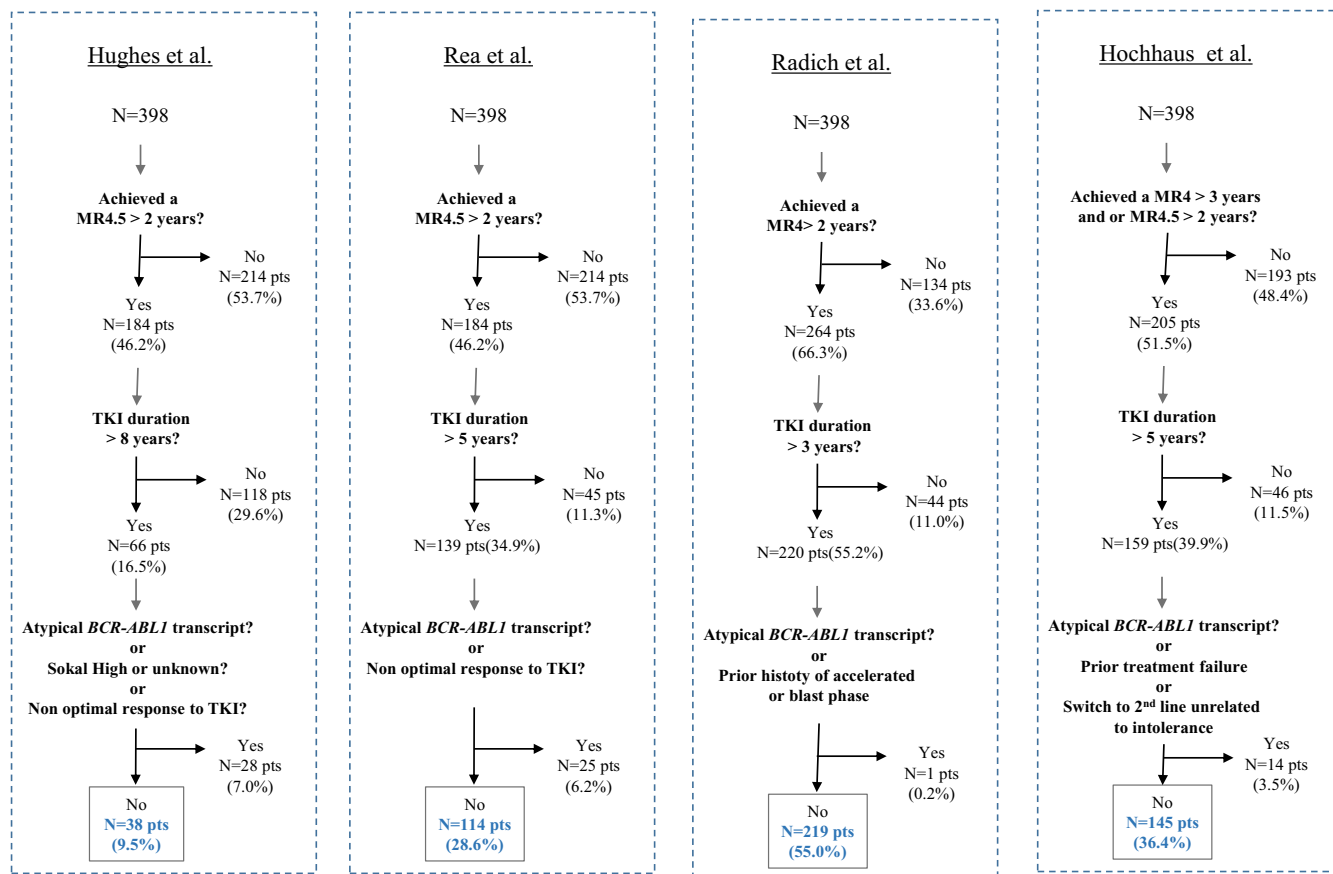 Hughes et al.
N=398
Achieved a
MR4.5 > 2 years?
No
N=214 pts
(53.7%)
Yes
N=184 pts
(46.2%)
TKI duration
> 8 years?
No
N=118 pts
(29.6%)
Yes
N=66 pts
(16.5%)
Atypical BCR-ABL1 transcript?
or
Sokal High or unknown?
or
Non optimal response to TKI?
Yes
N=28 pts
(7.0%)
No
N=38 pts
(9.5%)
Rea et al.
N=398
Achieved a
MR4.5 > 2 years?
No
N=214 pts
(53.7%)
Yes
N=184 pts
(46.2%)
TKI duration
> 5 years?
No
N=45 pts
(11.3%)
Yes
N=139 pts(34.9%)
Atypical BCR-ABL1 transcript?
or
Non optimal response to TKI?
Yes
N=25 pts
(6.2%)
No
N=114 pts
(28.6%)
Radich et al.
N=398
Achieved a
MR4> 2 years?
No
N=134 pts
(33.6%)
Yes
N=264 pts
(66.3%)
TKI duration
> 3 years?
No
N=44 pts
(11.0%)
Yes
N=220 pts(55.2%)
Atypical BCR-ABL1 transcript?
or
Prior histoty of accelerated
or blast phase
Yes
N=1 pts
(0.2%)
No
N=219 pts
(55.0%)
Hochhaus et al.
N=398
Achieved a MR4 > 3 years
and or MR4.5 > 2 years?
No
N=193 pts
(48.4%)
Yes
N=205 pts
(51.5%)
TKI duration
> 5 years?
No
N=46 pts
(11.5%)
Yes
N=159 pts(39.9%)
Atypical BCR-ABL1 transcript?
or
Prior treatment failure
or
Switch to 2nd line unrelated
to intolerance
Yes
N=14 pts
(3.5%)
No
N=145 pts
(36.4%)